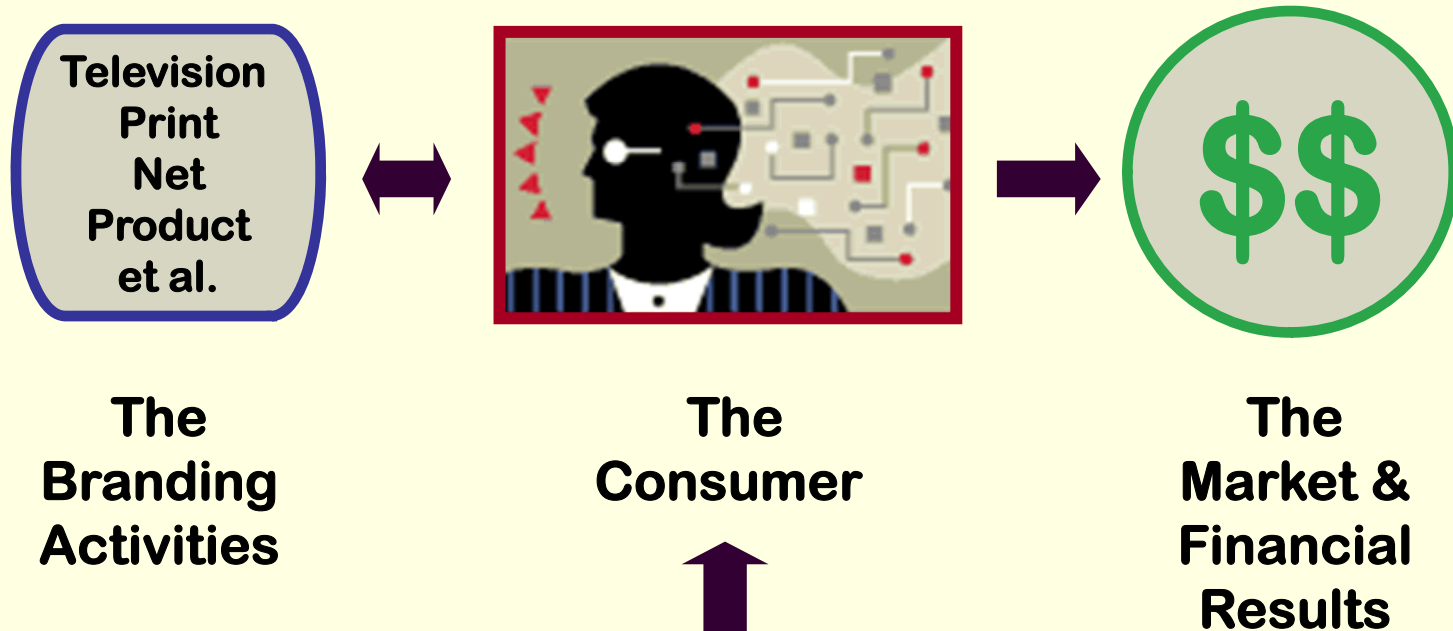 Television
Print
Net
Product
et al.
$$
The
Branding
Activities
The
Consumer
The
Market &
Financial
Results